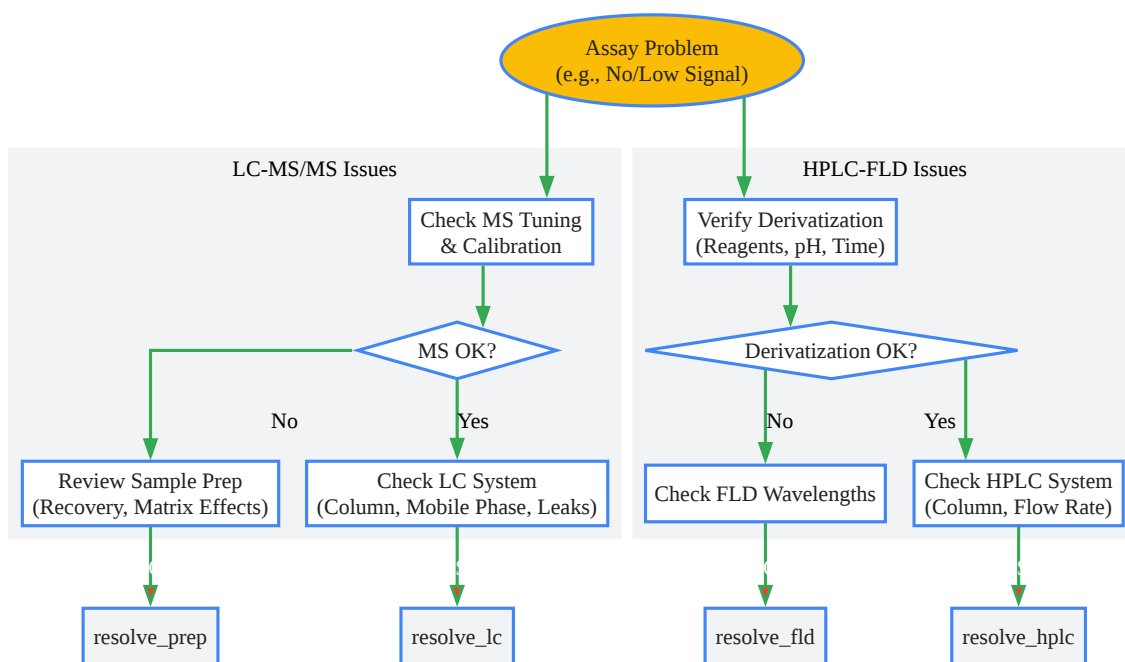 Assay Problem
(e.g., No/Low Signal)
LC-MS/MS Issues
HPLC-FLD Issues
Check MS Tuning
& Calibration
Verify Derivatization
(Reagents, pH, Time)
MS OK?
Derivatization OK?
No
Yes
No
Yes
Review Sample Prep
(Recovery, Matrix Effects)
Check LC System
(Column, Mobile Phase, Leaks)
Check FLD Wavelengths
Check HPLC System
(Column, Flow Rate)
resolve_prep
resolve_lc
resolve_fld
resolve_hplc